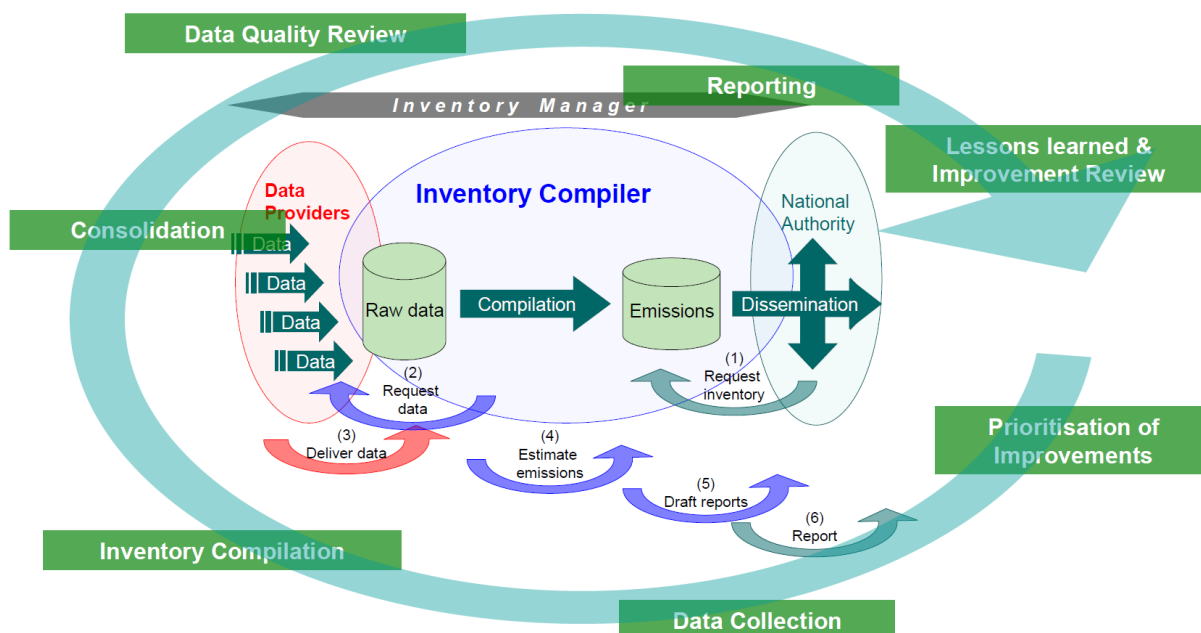 Data Quality Review
Reporting
Inventory Manager
Lessons learned &
Improvement Review
Data
Providers
Inventory Compiler
National
Authority
Consolidation
Data
Data
Data
Data
Raw data
Compilation
Emissions
Dissemination
(1)
Request
inventory
(2)
Request
data
(3)
Deliver data
(4)
Estimate
emissions
(5)
Draft reports
(6)
Report
Prioritisation of
Improvements
Inventory Compilation
Data Collection